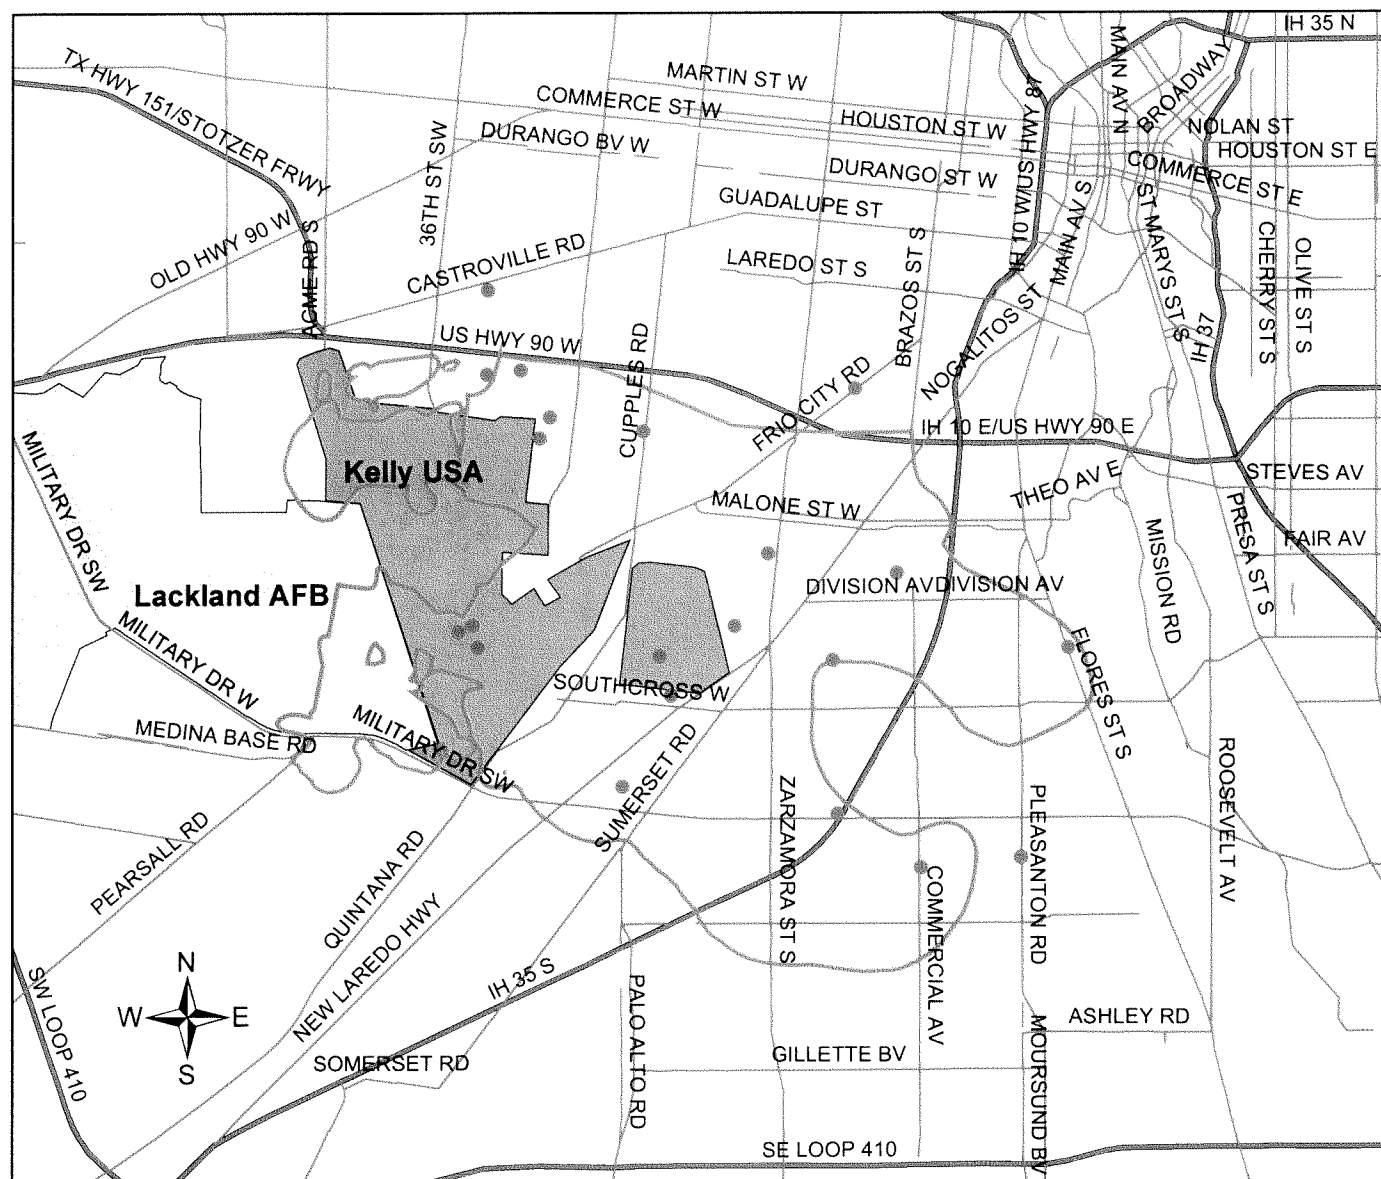 IH 35 N
TX HWY 151/STOTZER FRWY
MARTIN ST W
COMMERCE ST W
DURANGO BV W
HOUSTON ST W
IH 10 W/US HWY 87
MAIN AV N
BROADWAY
NOLAN ST
HOUSTON ST E
COMMERCE ST E
36TH ST SW
DURANGO ST W
GUADALUPE ST
OLD HWY 90 W
ACME RD S
CASTROVILLE RD
LAREDO ST S
BRAZOS ST S
MAIN AV S
ST MARYS ST S
CHERRY ST S
OLIVE ST S
IH 37
NOGALITOS ST
US HWY 90 W
CUPPLES RD
FRIO CITY RD
IH 10 E/US HWY 90 E
MILITARY DR SW
Kelly USA
MALONE ST W
THEO AV E
STEVES AV
PRESA ST S
FAIR AV
MISSION RD
Lackland AFB
DIVISION AV
DIVISION AV
MILITARY DR W
FLORES ST S
SOUTHCROSS W
MEDINA BASE RD
MILITARY DR SW
SUMERSET RD
ZARZAMORA ST S
PLEASANTON RD
ROOSEVELT AV
PEARSALL RD
QUINTANA RD
NEW LAREDO HWY
COMMERCIAL AV
IH 35 S
PALO ALTO RD
N
W
E
S
SW LOOP 410
SOMERSET RD
GILLETTE BV
ASHLEY RD
MOURSUND BV
SE LOOP 410